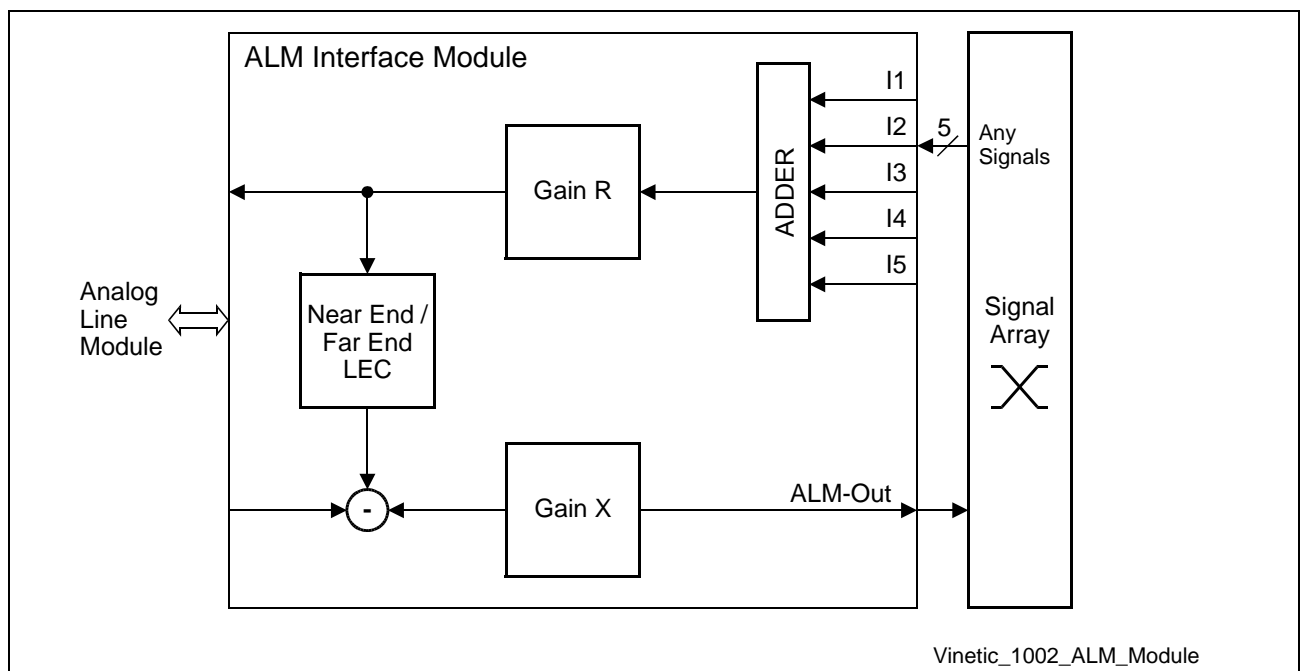 ALM Interface Module
I1
I2
I3
I4
I5
5
Any
Signals
ADDER
Gain R
Analog
Line
Module
Near End /
Far End
LEC
Signal
Array
-
Gain X
ALM-Out
Vinetic_1002_ALM_Module